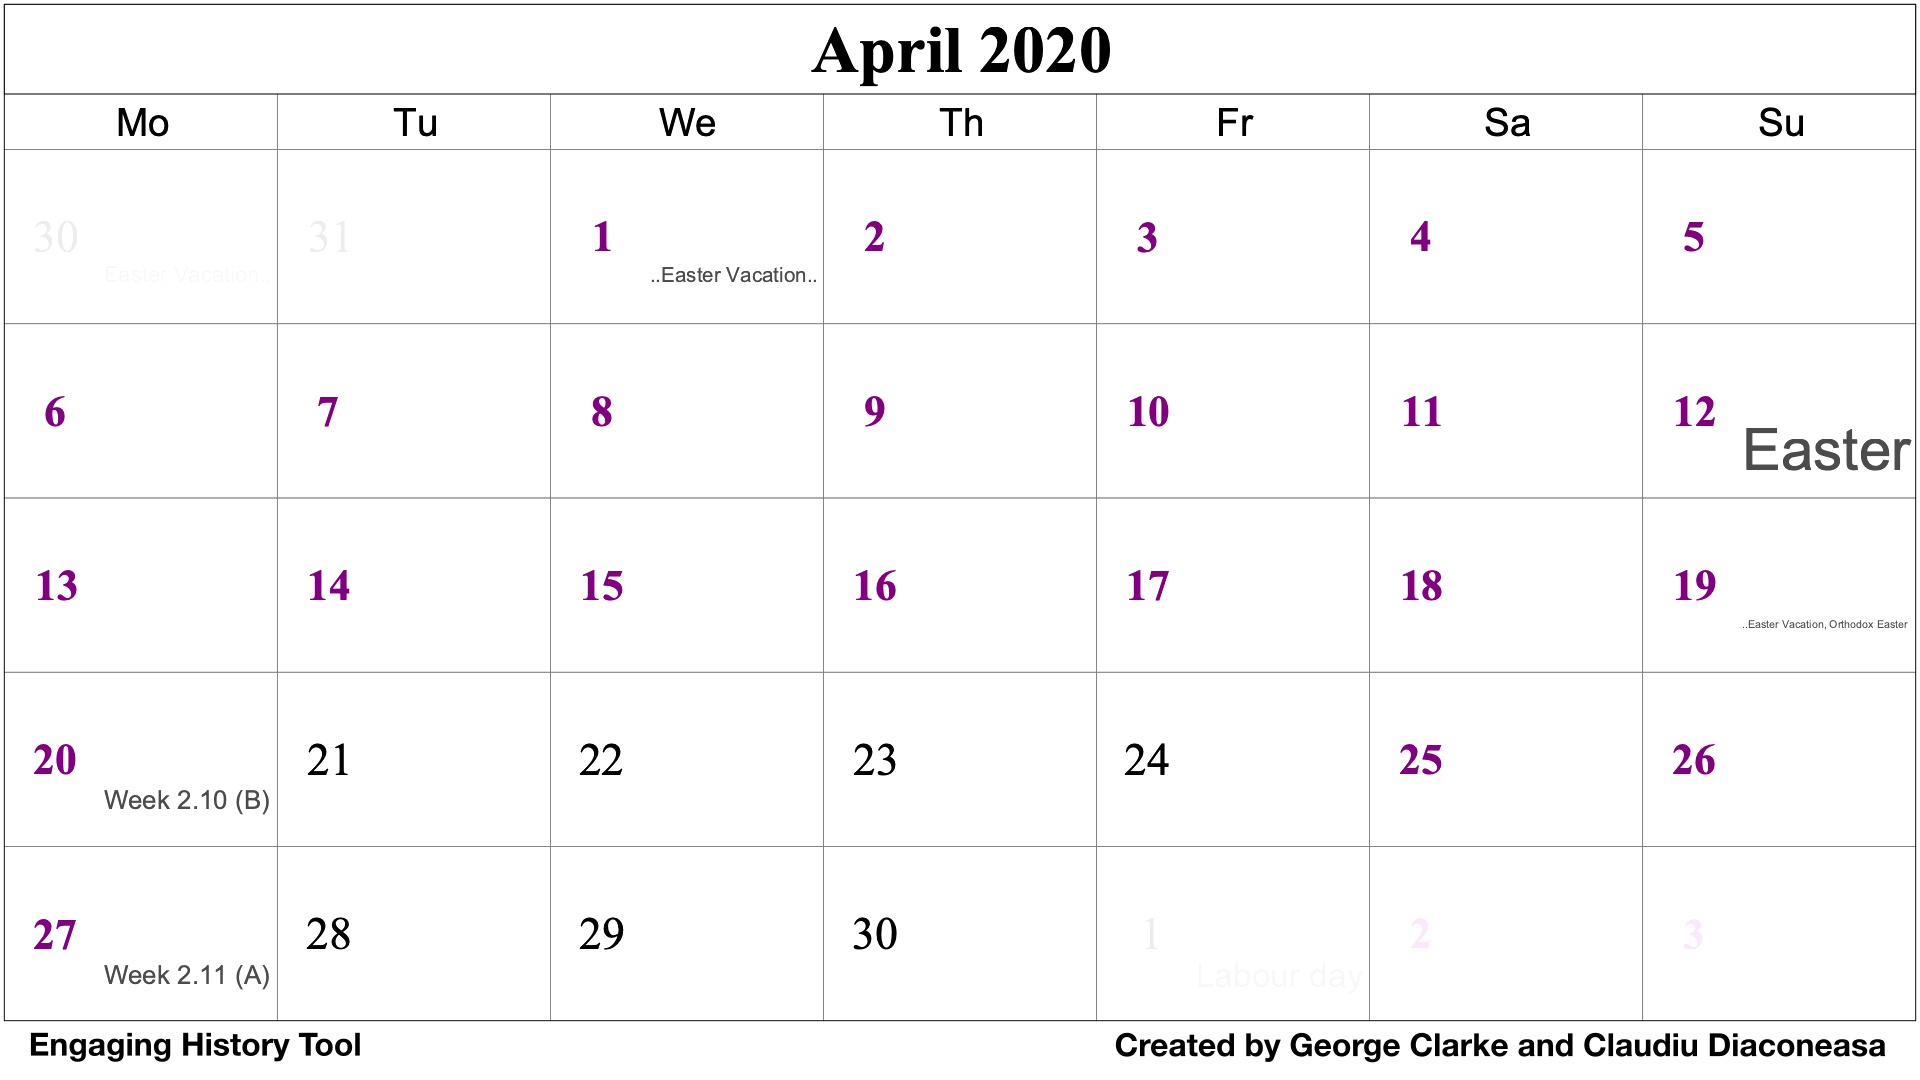 April 2020
Mo Tu We Th Fr Sa Su
30 31 1 2 3 4 5
Easter Vacation.. ..Easter Vacation..
6 7 8 9 10 11 12
Easter
13 14 15 16 17 18 19
..Easter Vacation, Orthodox Easter
20 21 22 23 24 25 26
Week 2.10 (B)
27 28 29 30 1 2 3
Week 2.11 (A) Labour day
Engaging History Tool Created by George Clarke and Claudiu Diaconeasa